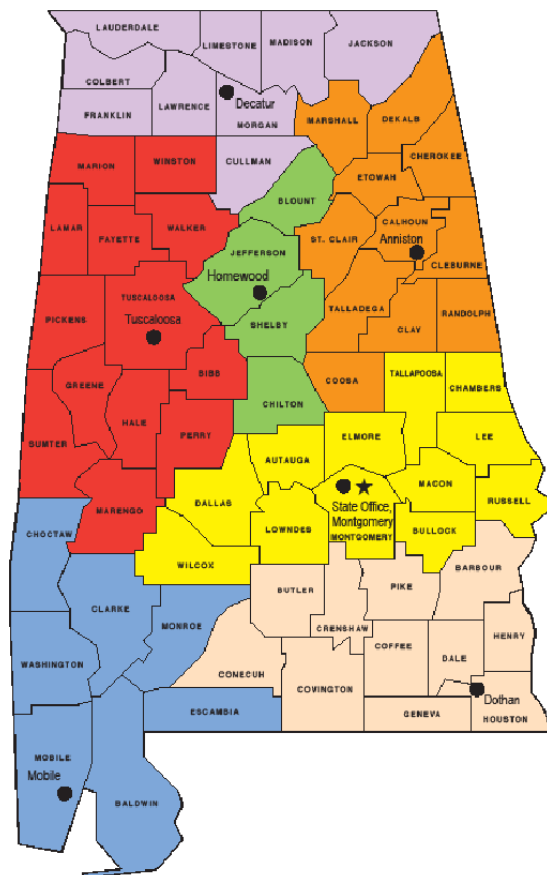 LAUDERDALE
LIMESTONE
MADISON
JACKSON
COLBERT
LAWRENCE
Decatur
FRANKLIN
MORGAN
MARSHALL
DEKALB
CULLMAN
CHEROKEE
MARION
WINSTON
ETOWAH
BLOUNT
LAMAR
FAYETTE
WALKER
CALHOUN
JEFFERSON
ST. CLAIR
Anniston
CLEBURNE
Homewood
TUSCALOOSA
PICKENS
Tuscaloosa
TALLADEGA
RANDOLPH
SHELBY
CLAY
BIBB
GREENE
COOSA
TALLAPOOSA
CHAMBERS
HALE
CHILTON
SUMTER
PERRY
ELMORE
LEE
AUTAUGA
MACON
DALLAS
State Office,
Montgomery
MONTGOMERY
RUSSELL
MARENGO
LOWNDES
BULLOCK
CHOCTAW
WILCOX
BARBOUR
BUTLER
PIKE
CLARKE
MONROE
CRENSHAW
COFFEE
HENRY
DALE
WASHINGTON
CONECUH
COVINGTON
Dothan
ESCAMBIA
GENEVA
HOUSTON
MOBILE
Mobile
BALDWIN